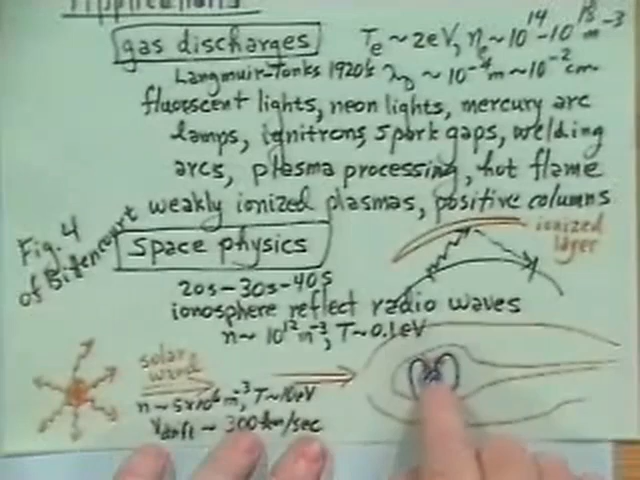 Applications
gas discharges Te ~ 2eV, ne ~ 10^14 - 10^18 m^-3
Langmuir-Tonks 1920's λD ~ 10^-4 m ~ 10^-2 cm
fluorescent lights, neon lights, mercury arc
lamps, ignitrons, spark gaps, welding
arcs, plasma processing, hot flame
weakly ionized plasmas, positive columns
Fig. 4
of Bittencourt
Space physics
ionized
layer
20s-30s-40s
ionosphere reflect radio waves
n ~ 10^12 m^-3, T ~ 0.1eV
solar
wind
n ~ 5x10^6 m^-3, T ~ 10eV
Vdrift ~ 300 km/sec